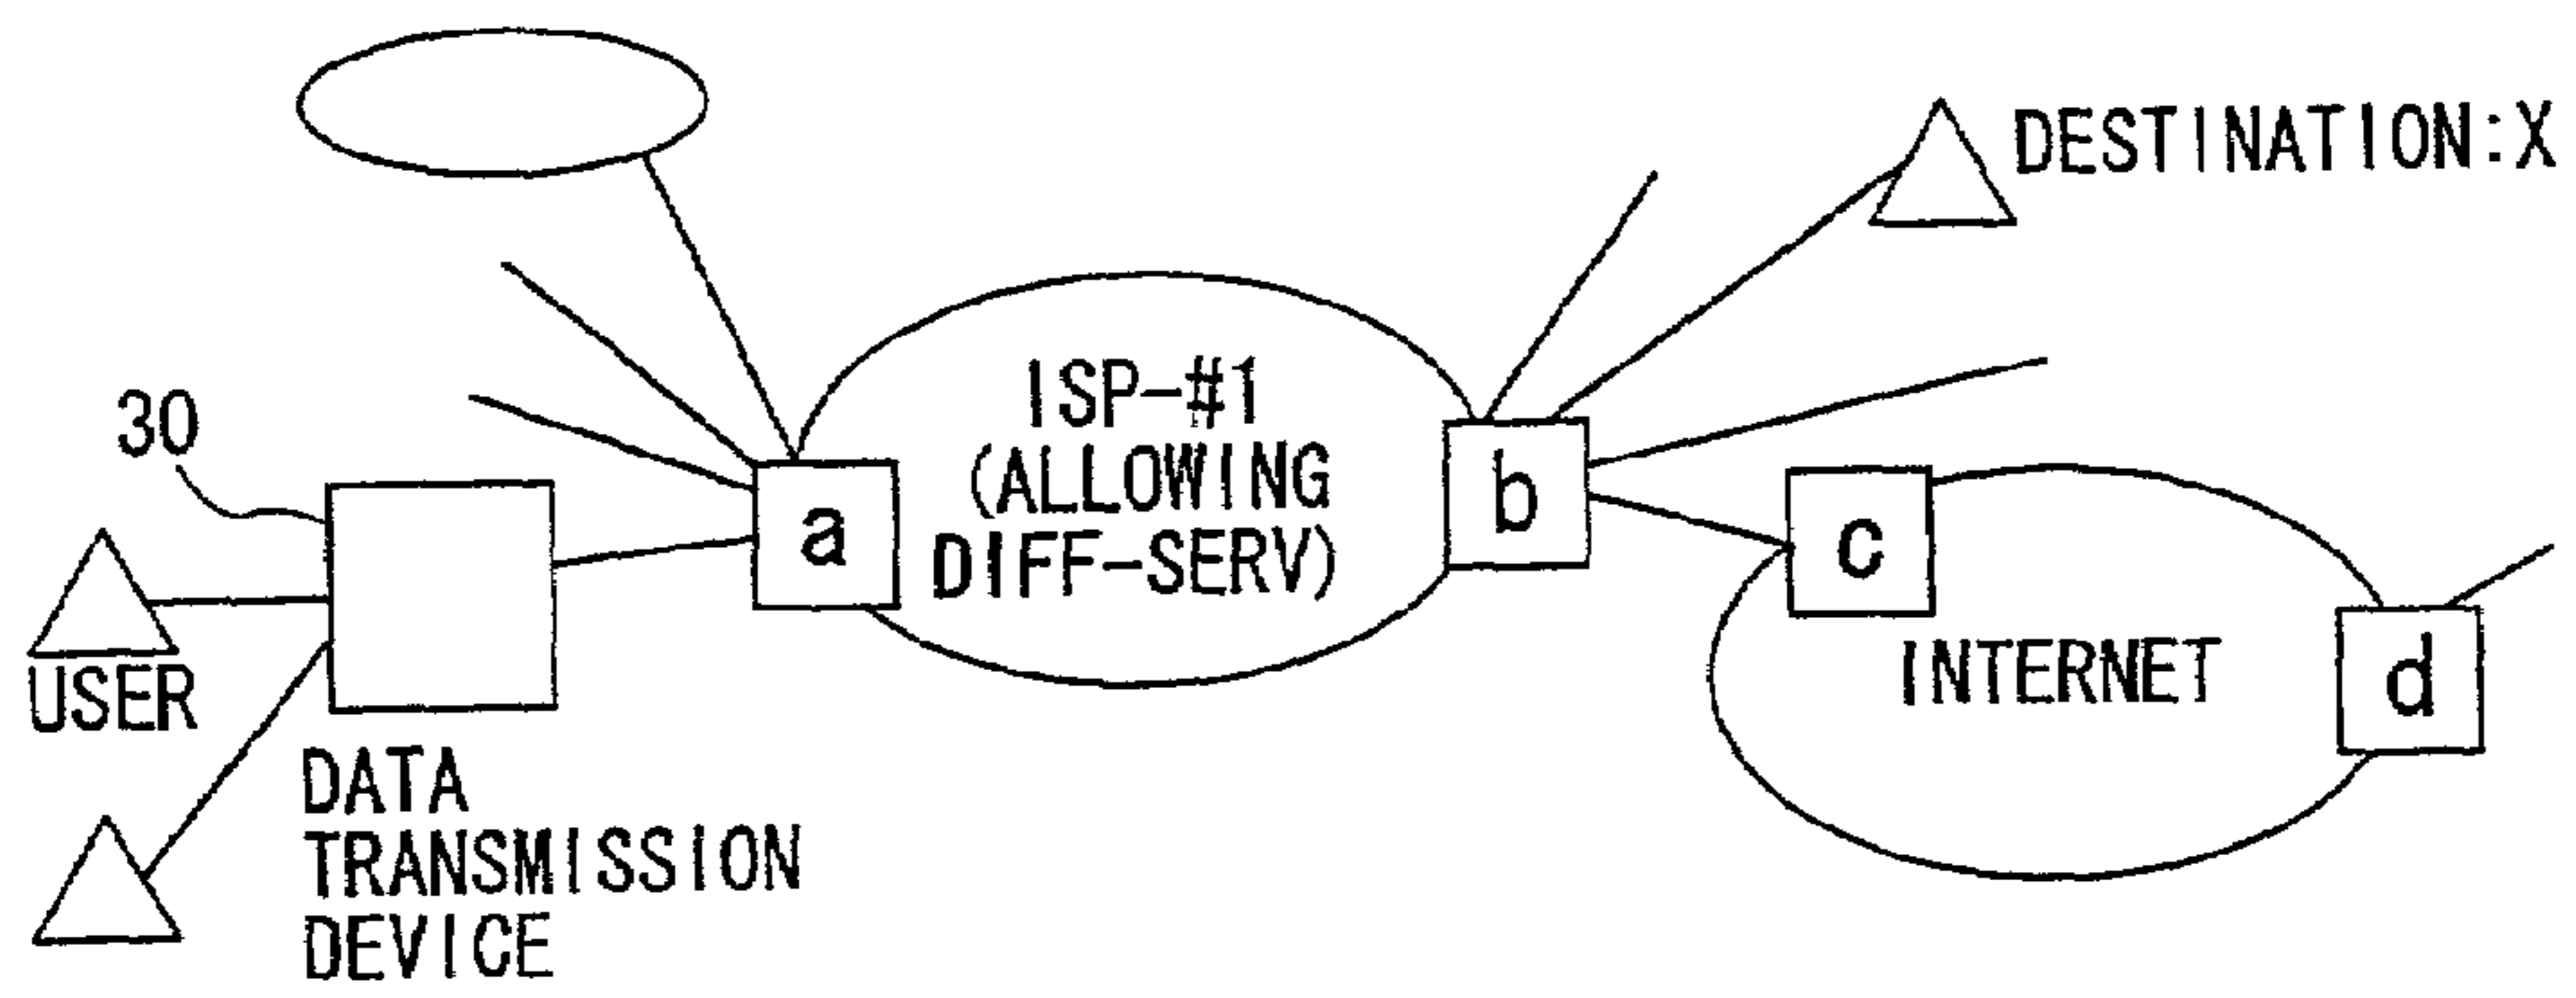 DESTINATION:X
ISP-#1
(ALLOWING
DIFF-SERV)
30
a
b
c
d
USER
INTERNET
DATA
TRANSMISSION
DEVICE